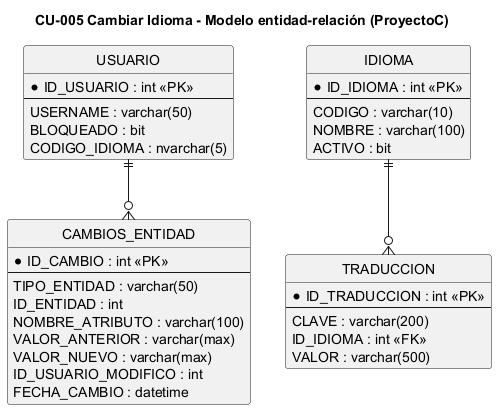 CU-005 Cambiar Idioma - Modelo entidad-relación (ProyectoC)
USUARIO
ID_USUARIO : int «PK»
USERNAME : varchar(50)
BLOQUEADO : bit
CODIGO_IDIOMA : nvarchar(5)
IDIOMA
ID_IDIOMA : int «PK»
CODIGO : varchar(10)
NOMBRE : varchar(100)
ACTIVO : bit
CAMBIOS_ENTIDAD
ID_CAMBIO : int «PK»
TIPO_ENTIDAD : varchar(50)
ID_ENTIDAD : int
NOMBRE_ATRIBUTO : varchar(100)
VALOR_ANTERIOR : varchar(max)
VALOR_NUEVO : varchar(max)
ID_USUARIO_MODIFICO : int
FECHA_CAMBIO : datetime
TRADUCCION
ID_TRADUCCION : int «PK»
CLAVE : varchar(200)
ID_IDIOMA : int «FK»
VALOR : varchar(500)